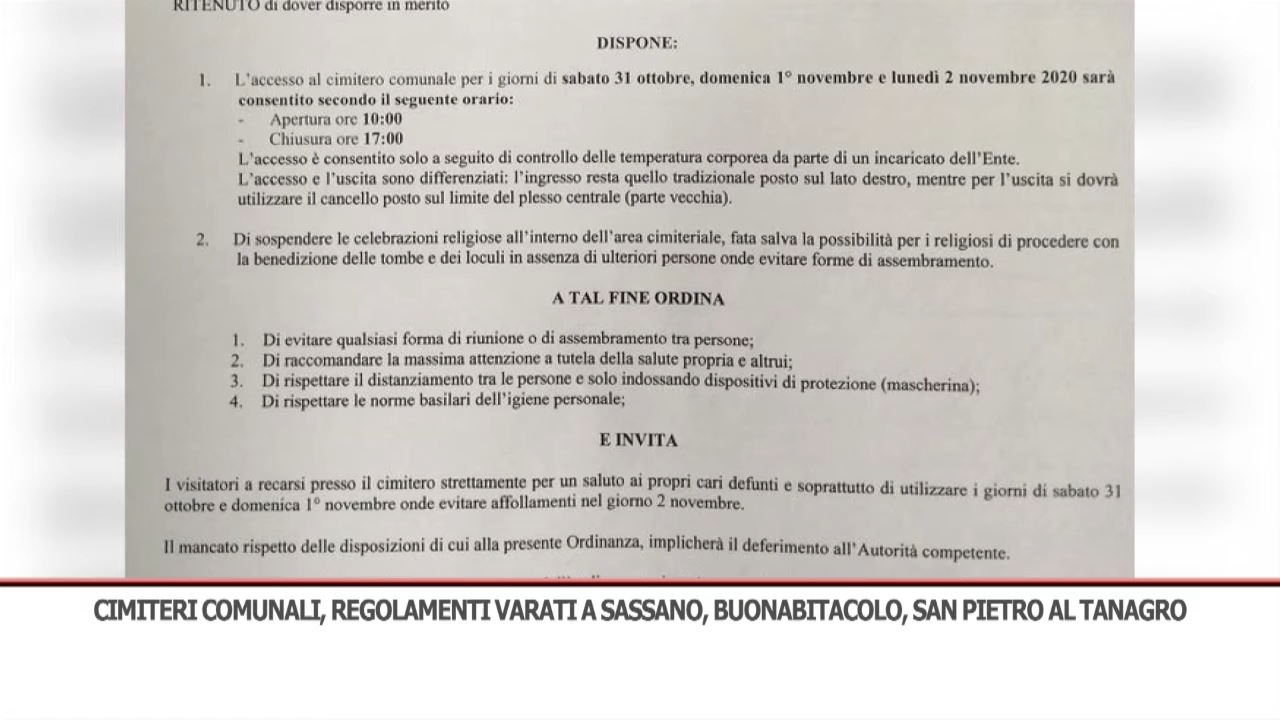 RITENUTO di dover disporre in merito
DISPONE:
1. L'accesso al cimitero comunale per i giorni di sabato 31 ottobre, domenica 1° novembre e lunedì 2 novembre 2020 sarà
consentito secondo il seguente orario:
- Apertura ore 10:00
- Chiusura ore 17:00
L'accesso è consentito solo a seguito di controllo delle temperatura corporea da parte di un incaricato dell'Ente.
L'accesso e l'uscita sono differenziati: l'ingresso resta quello tradizionale posto sul lato destro, mentre per l'uscita si dovrà
utilizzare il cancello posto sul limite del plesso centrale (parte vecchia).
2. Di sospendere le celebrazioni religiose all'interno dell'area cimiteriale, fata salva la possibilità per i religiosi di procedere con
la benedizione delle tombe e dei loculi in assenza di ulteriori persone onde evitare forme di assembramento.
A TAL FINE ORDINA
1. Di evitare qualsiasi forma di riunione o di assembramento tra persone;
2. Di raccomandare la massima attenzione a tutela della salute propria e altrui;
3. Di rispettare il distanziamento tra le persone e solo indossando dispositivi di protezione (mascherina);
4. Di rispettare le norme basilari dell'igiene personale;
E INVITA
I visitatori a recarsi presso il cimitero strettamente per un saluto ai propri cari defunti e soprattutto di utilizzare i giorni di sabato 31
ottobre e domenica 1° novembre onde evitare affollamenti nel giorno 2 novembre.
Il mancato rispetto delle disposizioni di cui alla presente Ordinanza, implicherà il deferimento all'Autorità competente.
CIMITERI COMUNALI, REGOLAMENTI VARATI A SASSANO, BUONABITACOLO, SAN PIETRO AL TANAGRO